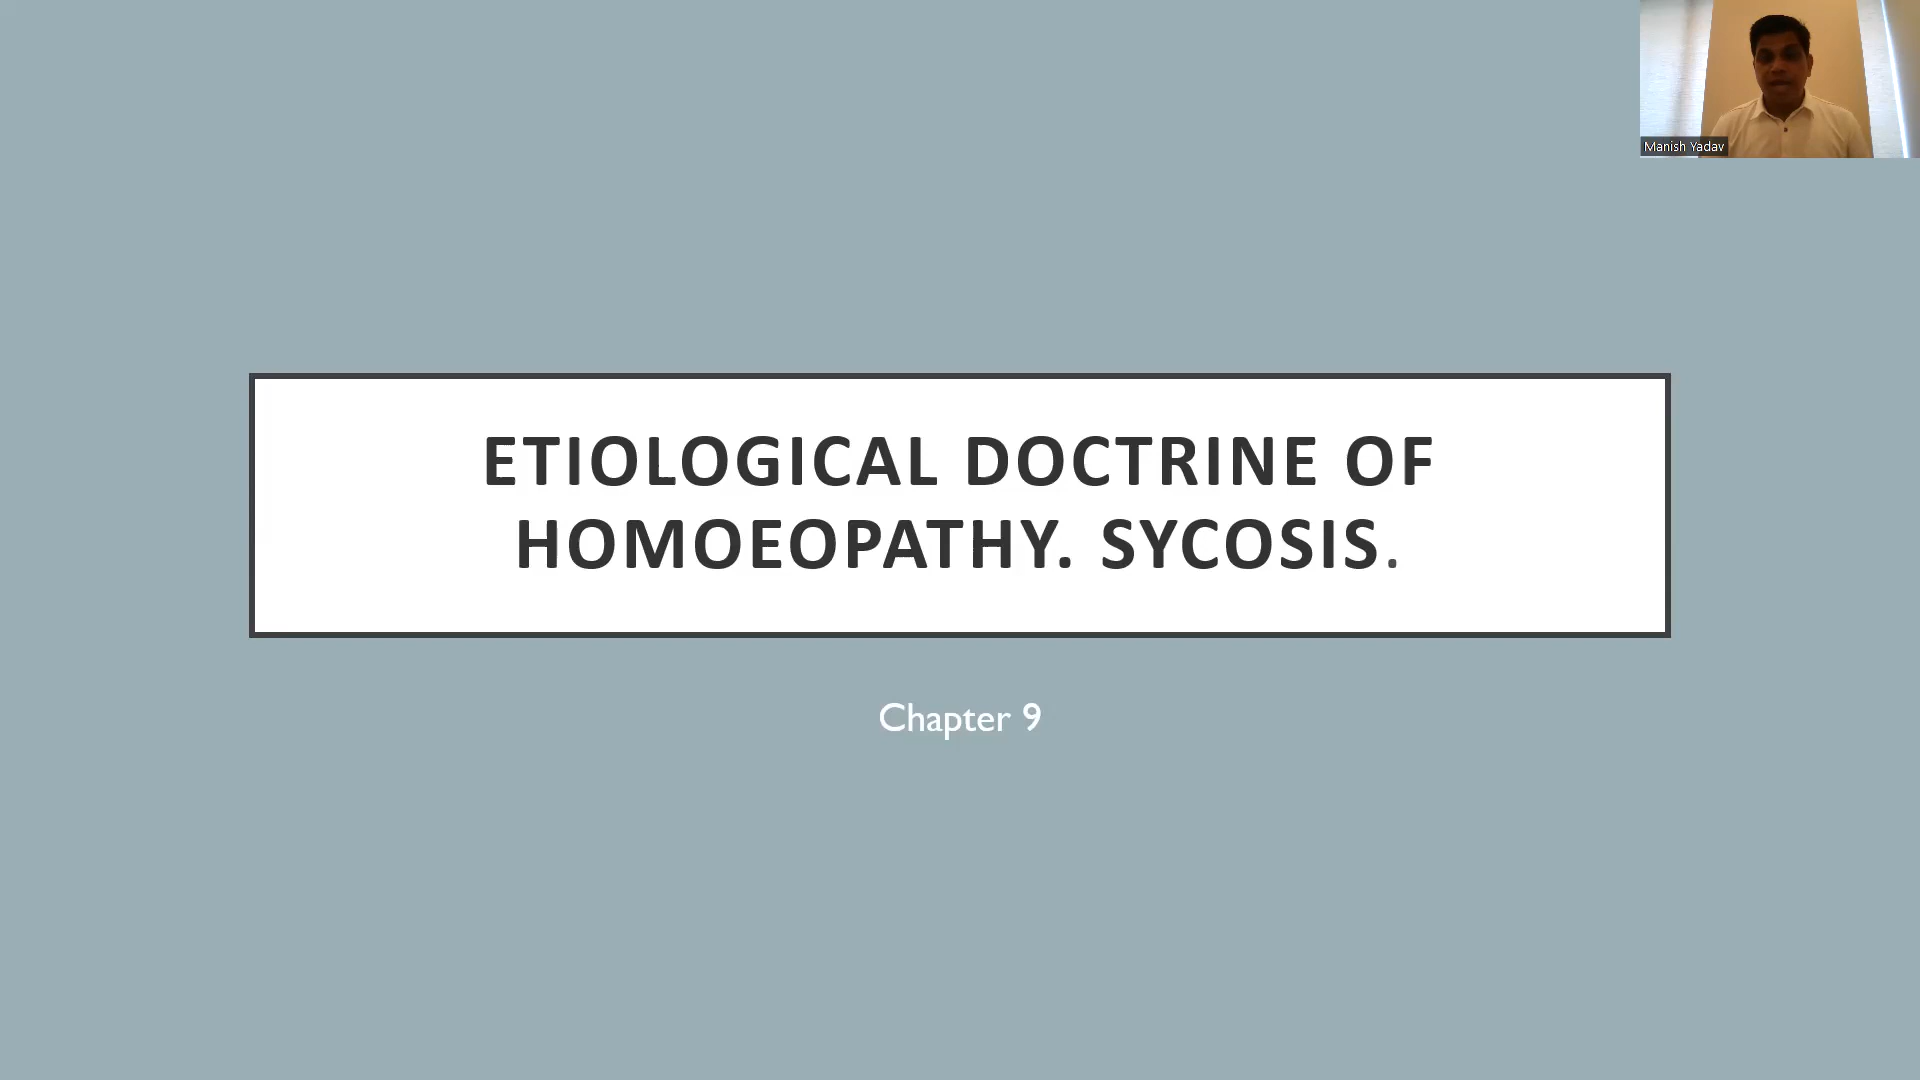 Manish Yadav
ETIOLOGICAL DOCTRINE OF
HOMOEOPATHY. SYCOSIS.
Chapter 9